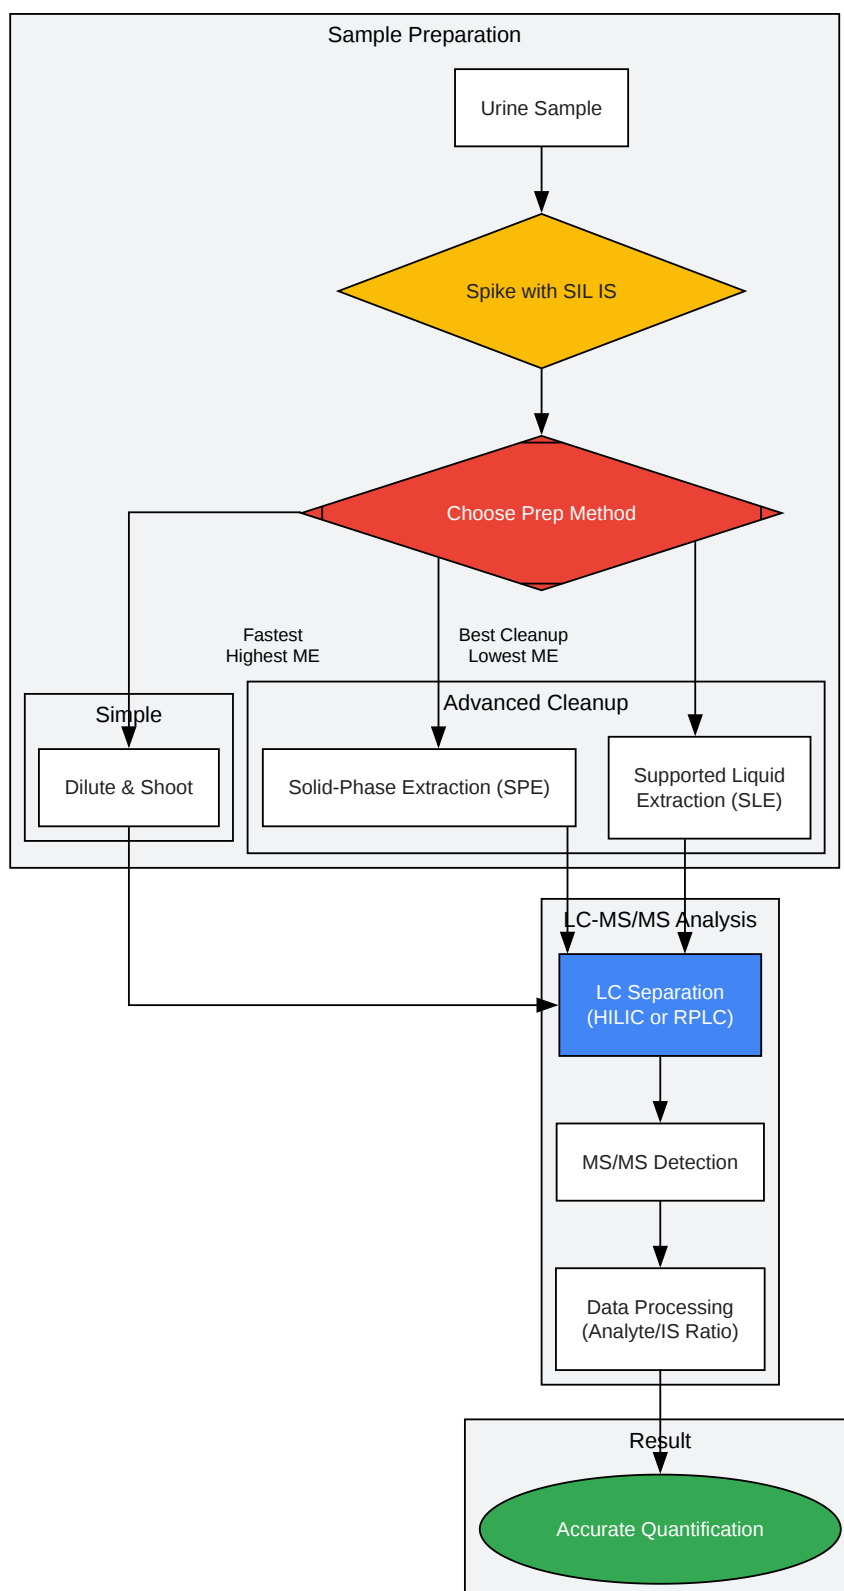 Sample Preparation
Urine Sample
Spike with SIL IS
Choose Prep Method
Fastest
Highest ME
Best Cleanup
Lowest ME
Simple
Advanced Cleanup
Dilute & Shoot
Solid-Phase Extraction (SPE)
Supported Liquid
Extraction (SLE)
LC-MS/MS Analysis
LC Separation
(HILIC or RPLC)
MS/MS Detection
Data Processing
(Analyte/IS Ratio)
Result
Accurate Quantification